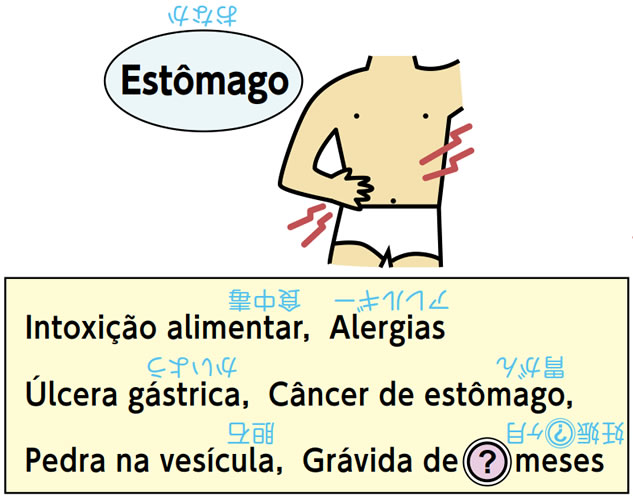 おなか
Estômago
食中毒 アレルギー
Intoxição alimentar, Alergias
かいよう 胃がん
Úlcera gástrica, Câncer de estômago,
胆石 妊娠?ヶ月
Pedra na vesícula, Grávida de ? meses